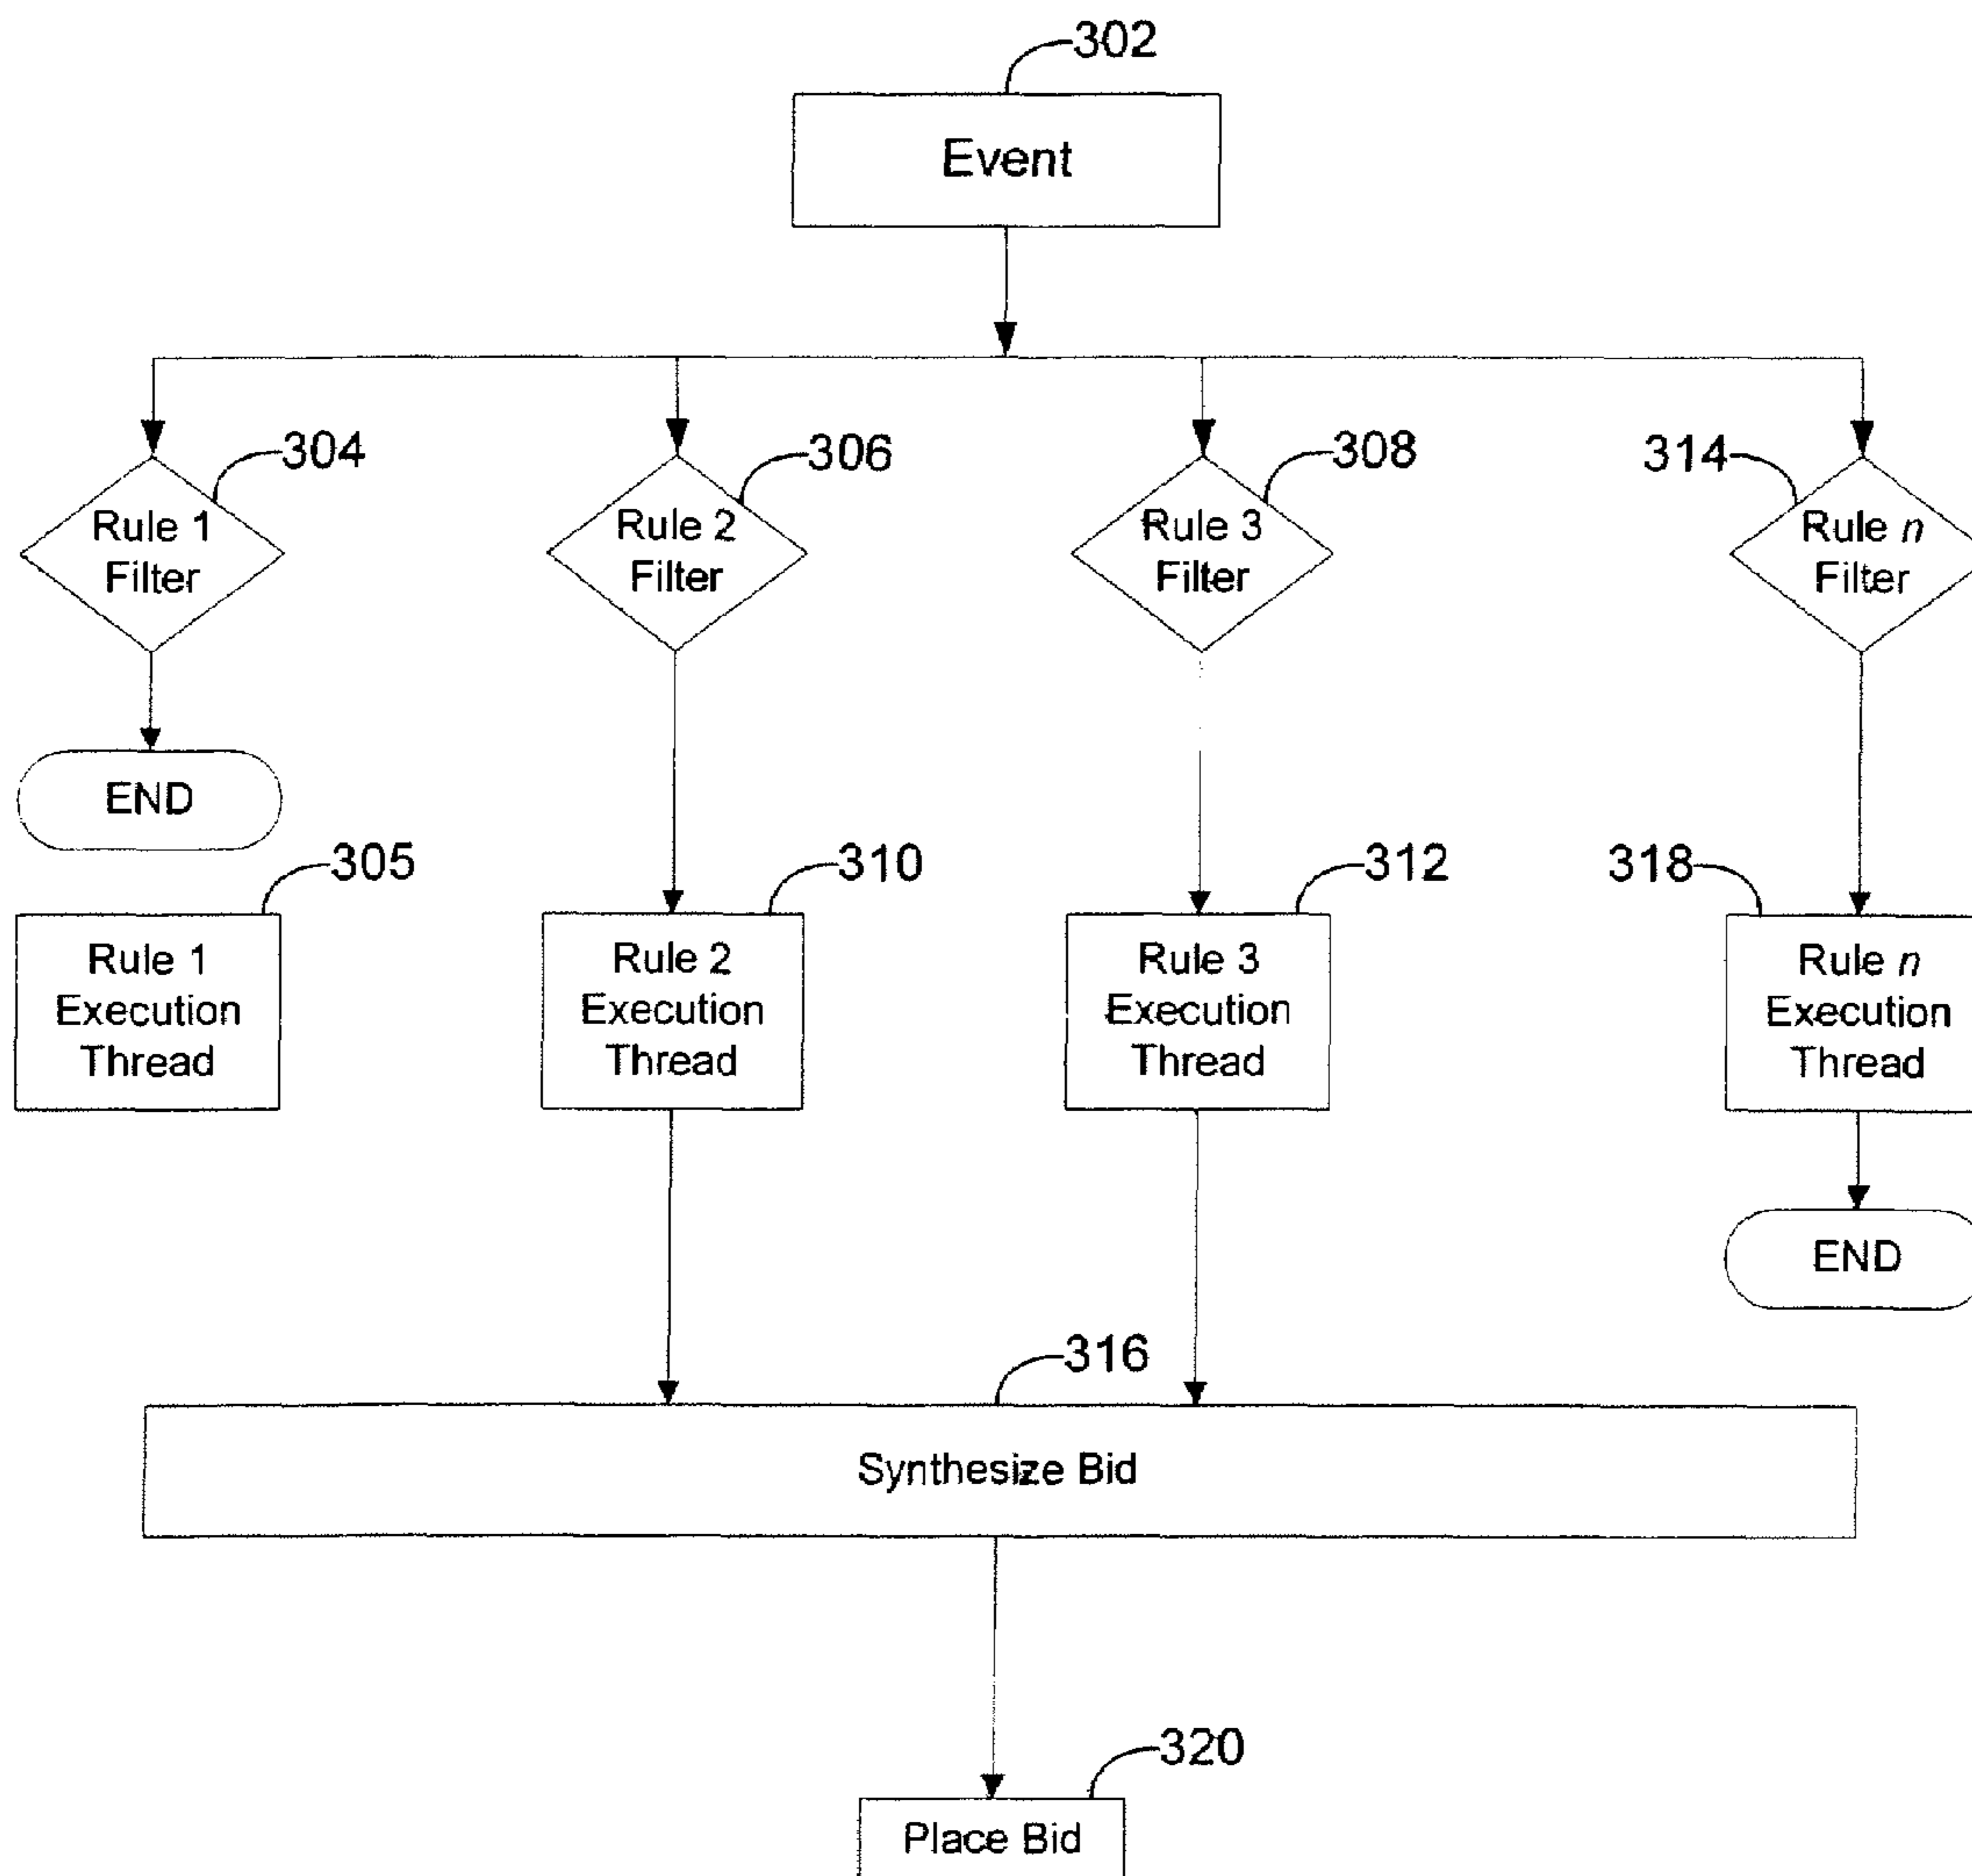 302
Event
304
306
308
314
Rule 1
Filter
Rule 2
Filter
Rule 3
Filter
Rule n
Filter
END
305
310
312
318
Rule 1
Execution
Thread
Rule 2
Execution
Thread
Rule 3
Execution
Thread
Rule n
Execution
Thread
END
316
Synthesize Bid
320
Place Bid